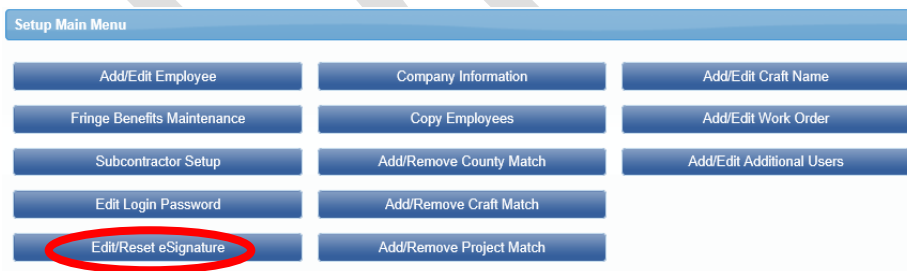 Setup Main Menu
Add/Edit Employee
Company Information
Add/Edit Craft Name
Fringe Benefits Maintenance
Copy Employees
Add/Edit Work Order
Subcontractor Setup
Add/Remove County Match
Add/Edit Additional Users
Edit Login Password
Add/Remove Craft Match
Edit/Reset eSignature
Add/Remove Project Match